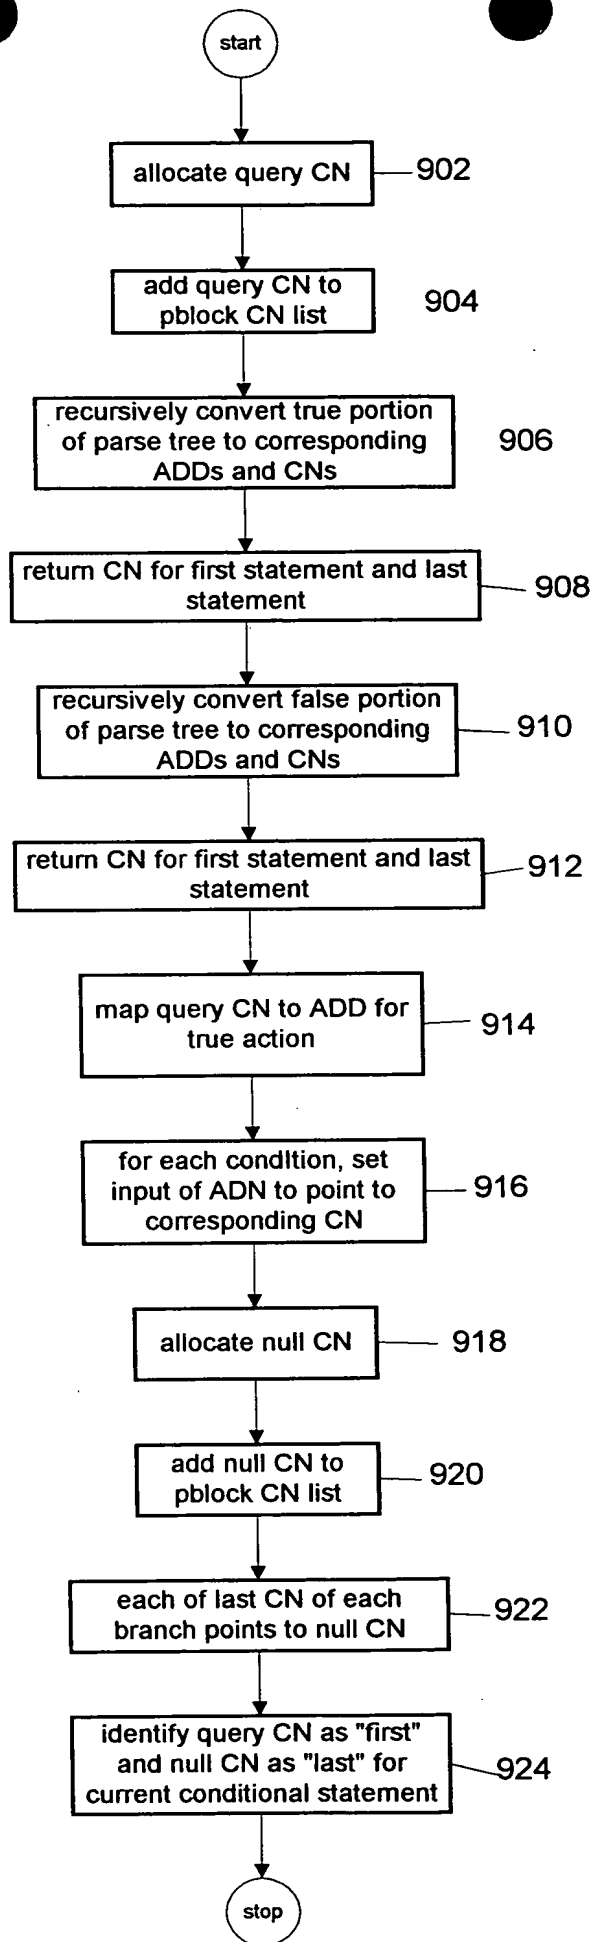 start
allocate query CN
902
add query CN to
pblock CN list
904
recursively convert true portion
of parse tree to corresponding
ADDs and CNs
906
return CN for first statement and last
statement
908
recursively convert false portion
of parse tree to corresponding
ADDs and CNs
910
return CN for first statement and last
statement
912
map query CN to ADD for
true action
914
for each condition, set
input of ADN to point to
corresponding CN
916
allocate null CN
918
add null CN to
pblock CN list
920
each of last CN of each
branch points to null CN
922
identify query CN as "first"
and null CN as "last" for
current conditional statement
924
stop